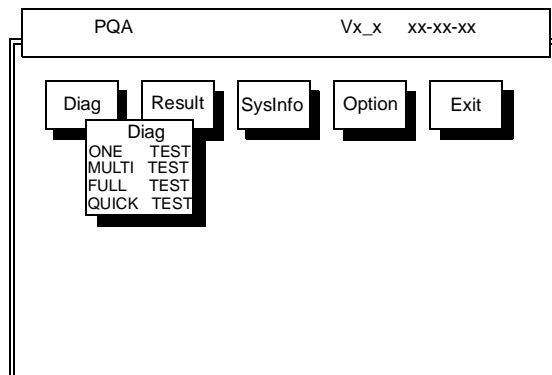 PQA Vx_x xx-xx-xx
Diag Result SysInfo Option Exit
Diag
ONE TEST
MULTI TEST
FULL TEST
QUICK TEST